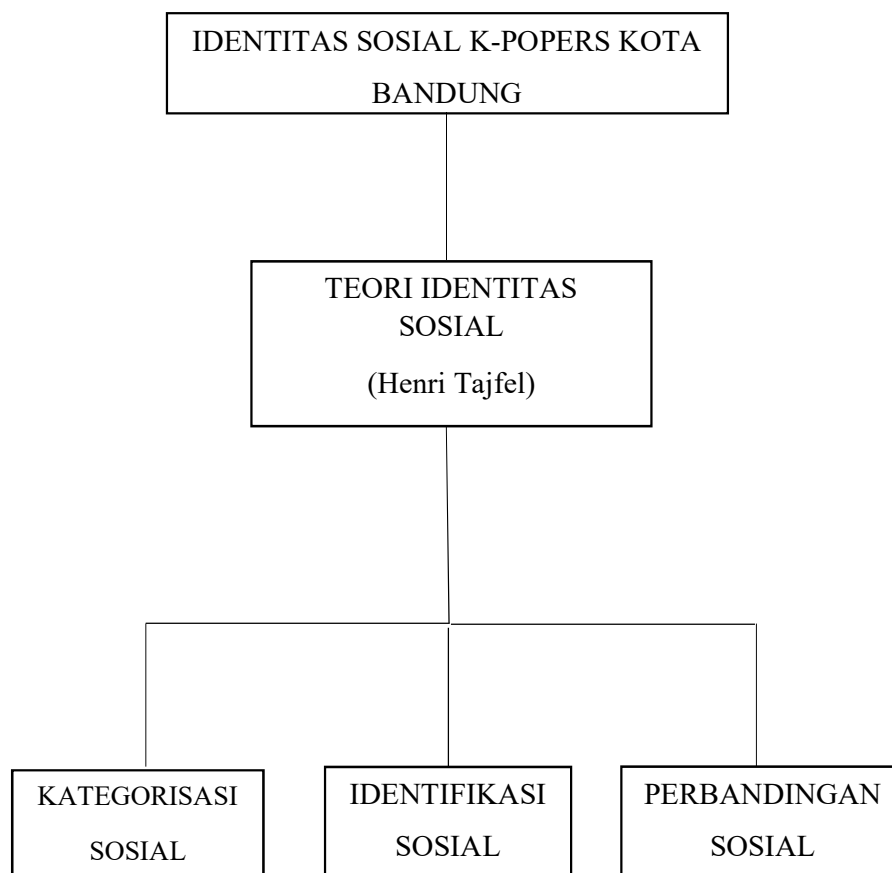 IDENTITAS SOSIAL K-POPERS KOTA
BANDUNG
TEORI IDENTITAS
SOSIAL
(Henri Tajfel)
KATEGORISASI
SOSIAL
IDENTIFIKASI
SOSIAL
PERBANDINGAN
SOSIAL